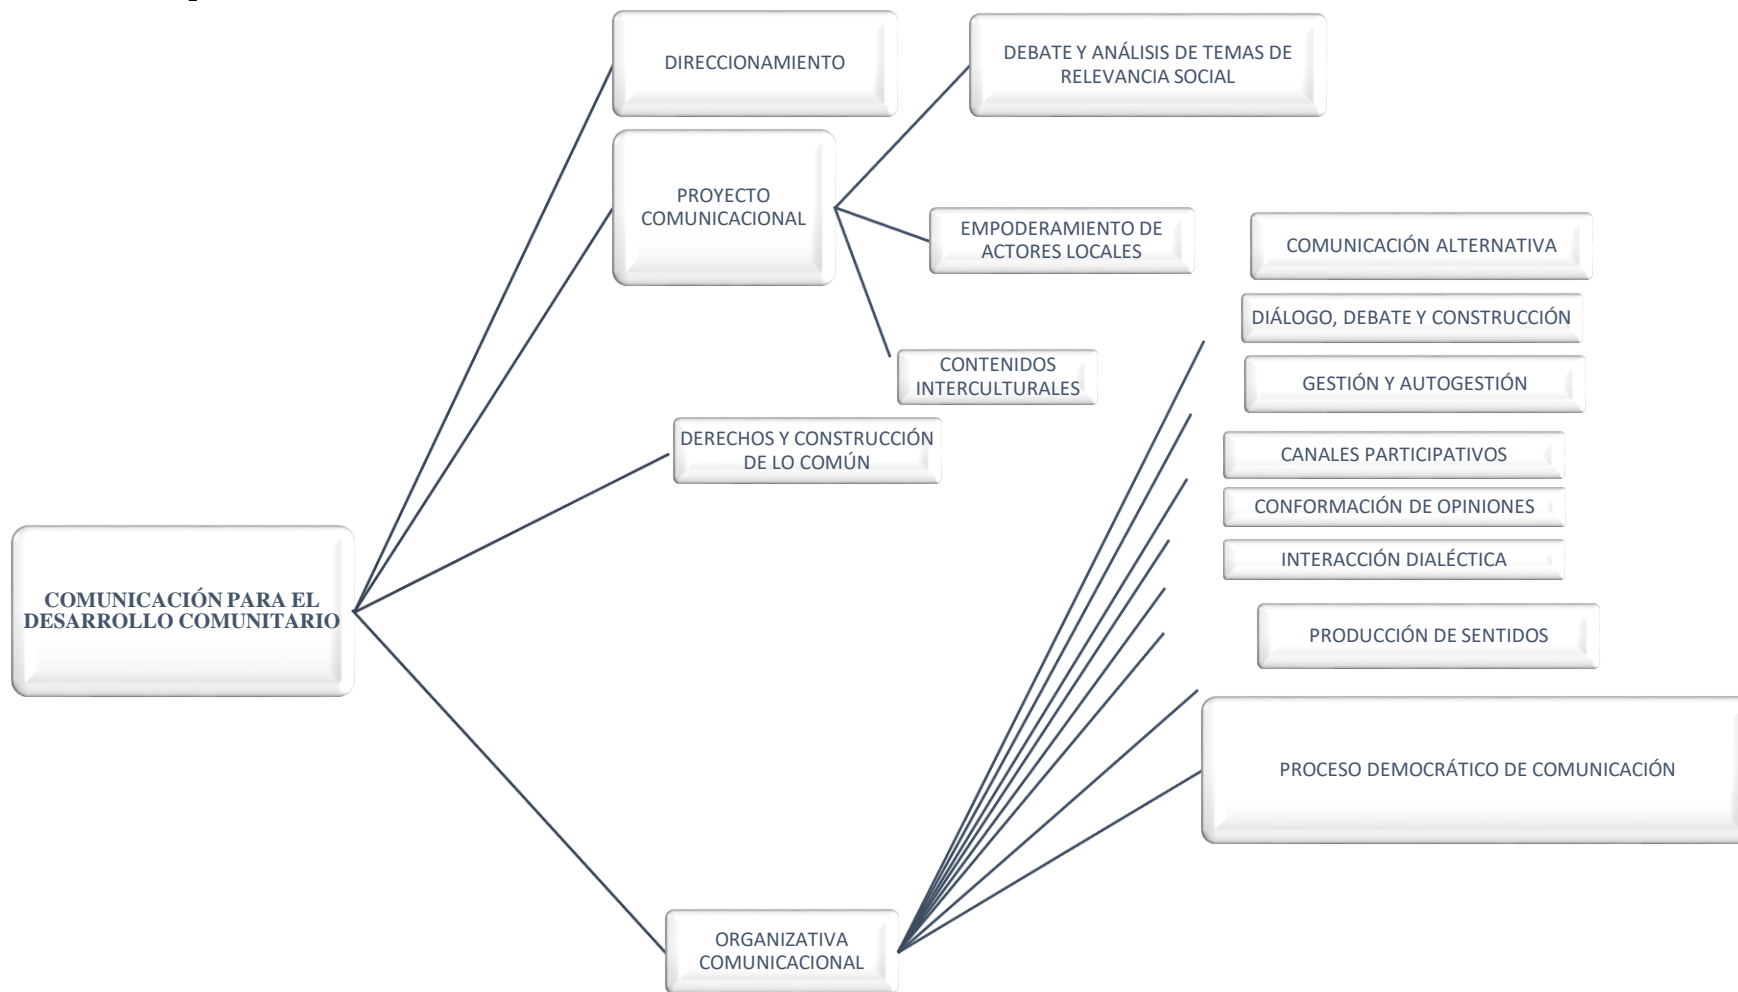 DIRECCIONAMIENTO
DEBATE Y ANÁLISIS DE TEMAS DE
RELEVANCIA SOCIAL
PROYECTO
COMUNICACIONAL
EMPODERAMIENTO DE
ACTORES LOCALES
COMUNICACIÓN ALTERNATIVA
DIÁLOGO, DEBATE Y CONSTRUCCIÓN
CONTENIDOS
INTERCULTURALES
GESTIÓN Y AUTOGESTIÓN
DERECHOS Y CONSTRUCCIÓN
DE LO COMÚN
CANALES PARTICIPATIVOS
CONFORMACIÓN DE OPINIONES
INTERACCIÓN DIALÉCTICA
COMUNICACIÓN PARA EL
DESARROLLO COMUNITARIO
PRODUCCIÓN DE SENTIDOS
PROCESO DEMOCRÁTICO DE COMUNICACIÓN
ORGANIZATIVA
COMUNICACIONAL